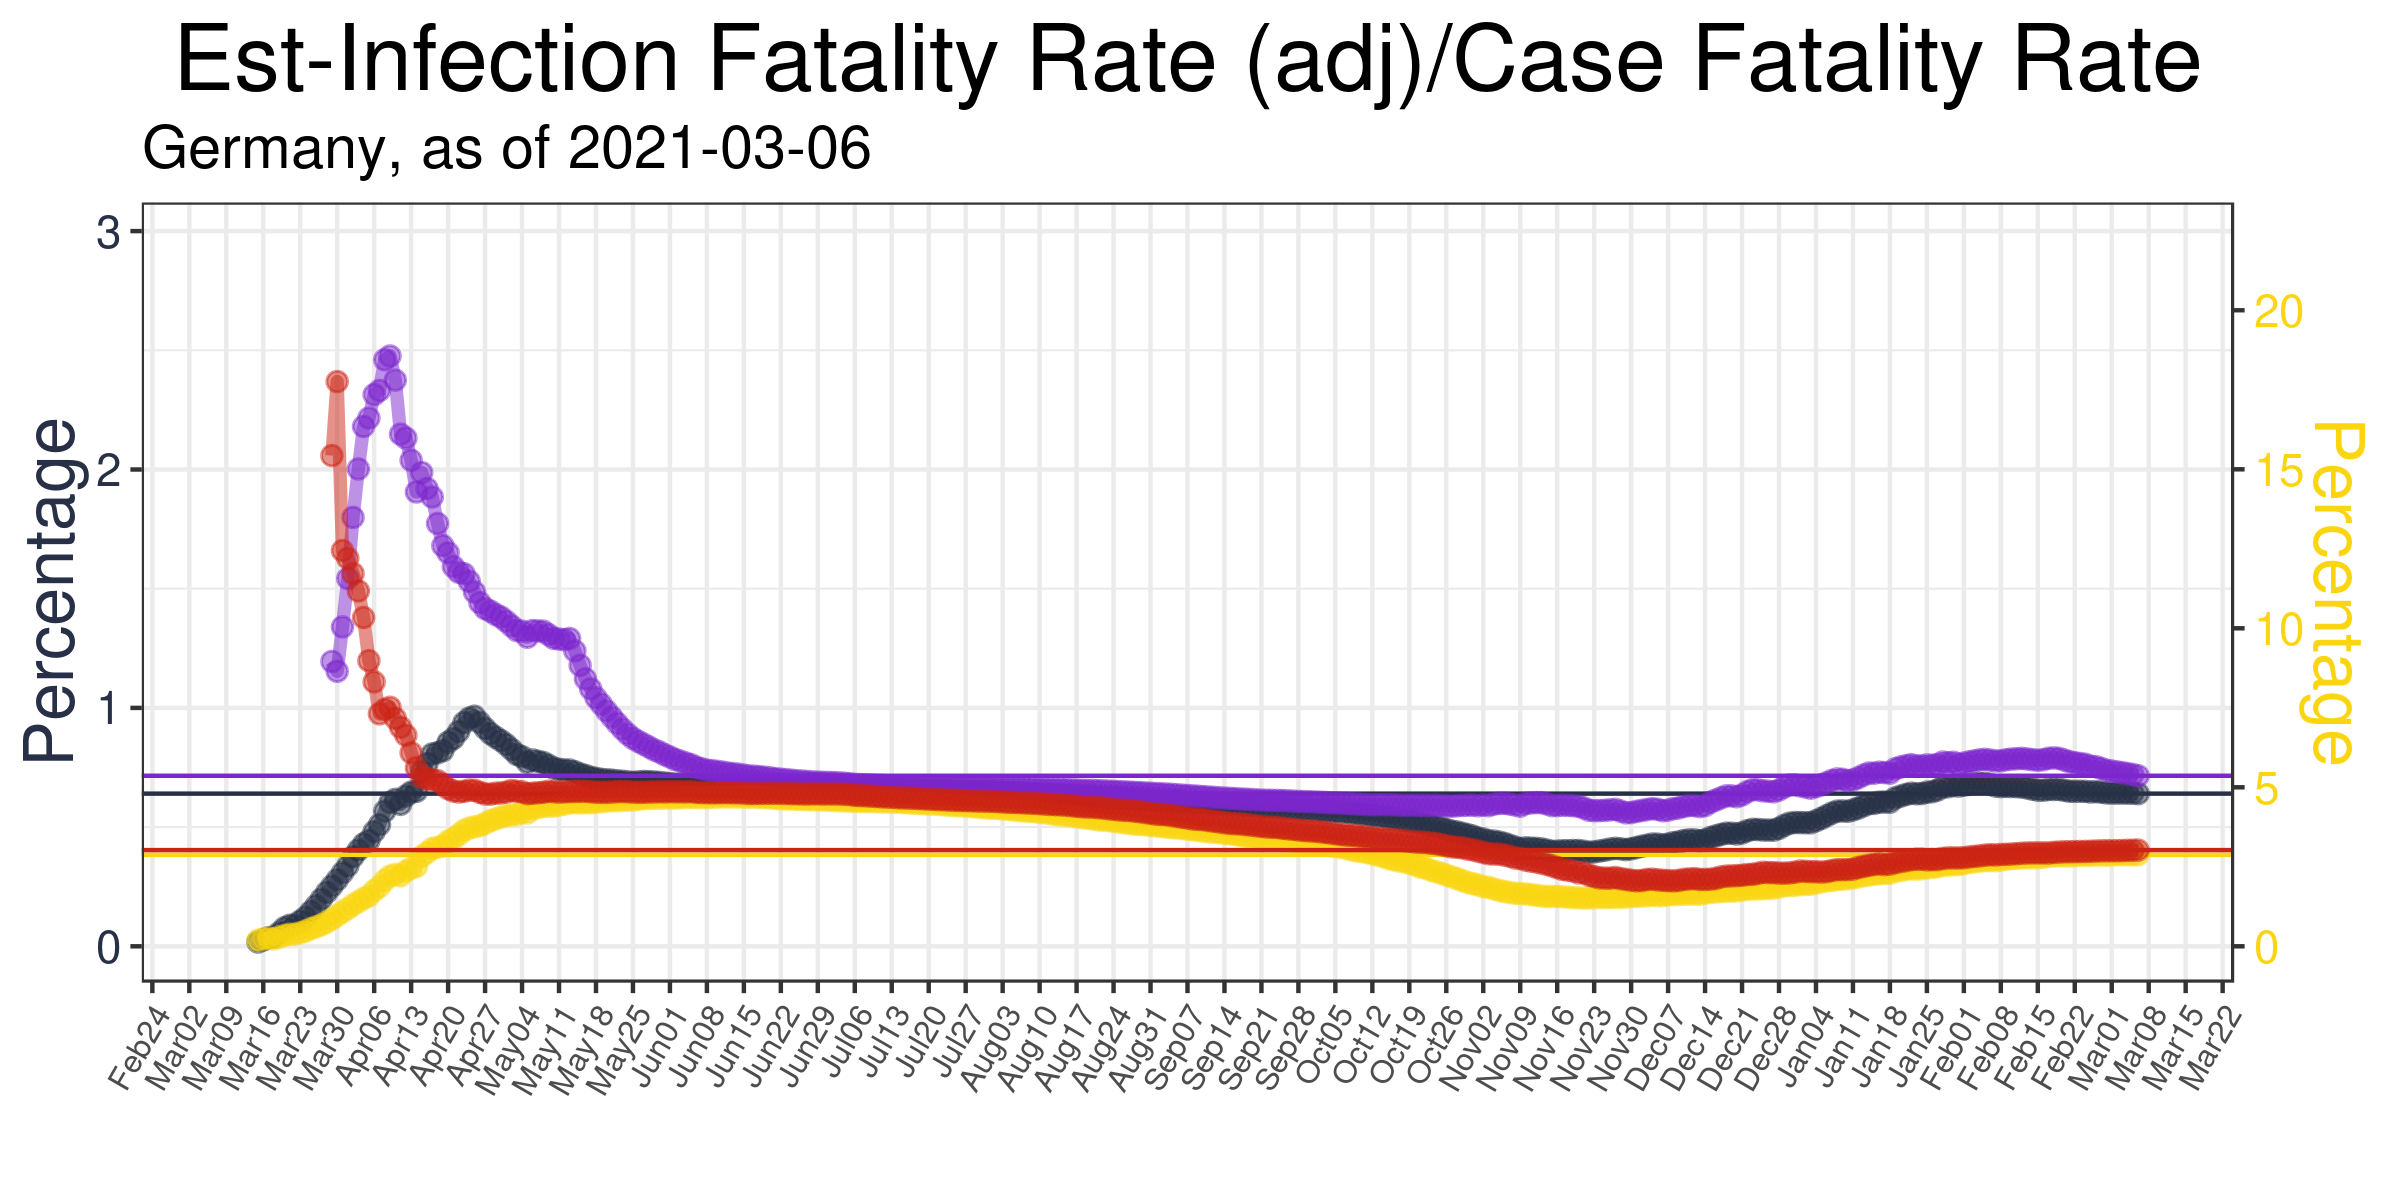 Est-Infection Fatality Rate (adj)/Case Fatality Rate
Germany, as of 2021-03-06
Percentage
3
2
1
0
20
15
10
5
0
Percentage
Feb24 Mar02 Mar09 Mar16 Mar23 Mar30 Apr06 Apr13 Apr20 Apr27 May04 May11 May18 May25 Jun01 Jun08 Jun15 Jun22 Jun29 Jul06 Jul13 Jul20 Jul27 Aug03 Aug10 Aug17 Aug24 Aug31 Sep07 Sep14 Sep21 Sep28 Oct05 Oct12 Oct19 Oct26 Nov02 Nov09 Nov16 Nov23 Nov30 Dec07 Dec14 Dec21 Dec28 Jan04 Jan11 Jan18 Jan25 Feb01 Feb08 Feb15 Feb22 Mar01 Mar08 Mar15 Mar22